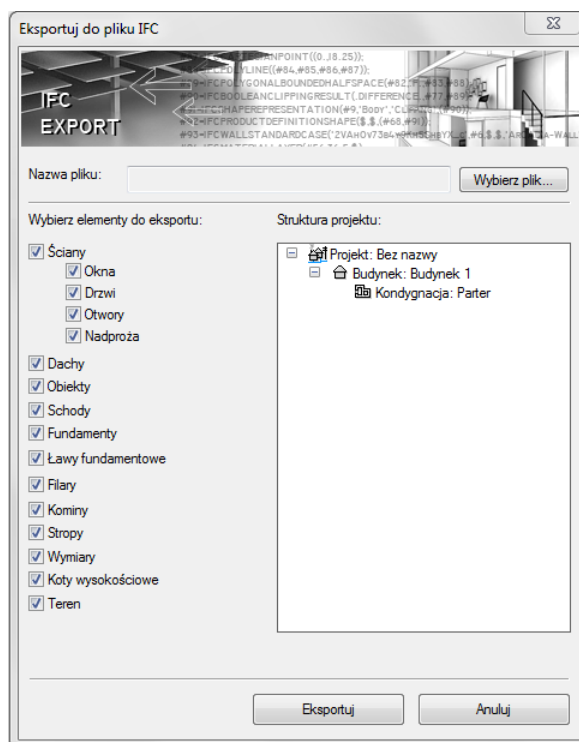 Eksportuj do pliku IFC
IFC
EXPORT
Nazwa pliku:
Wybierz plik...
Wybierz elementy do eksportu:
Struktura projektu:
Ściany
Okna
Drzwi
Otwory
Nadproża
Dachy
Obiekty
Schody
Fundamenty
Ławy fundamentowe
Filary
Kominy
Stropy
Wymiary
Koty wysokościowe
Teren
Projekt: Bez nazwy
Budynek: Budynek 1
Kondygnacja: Parter
Eksportuj
Anuluj